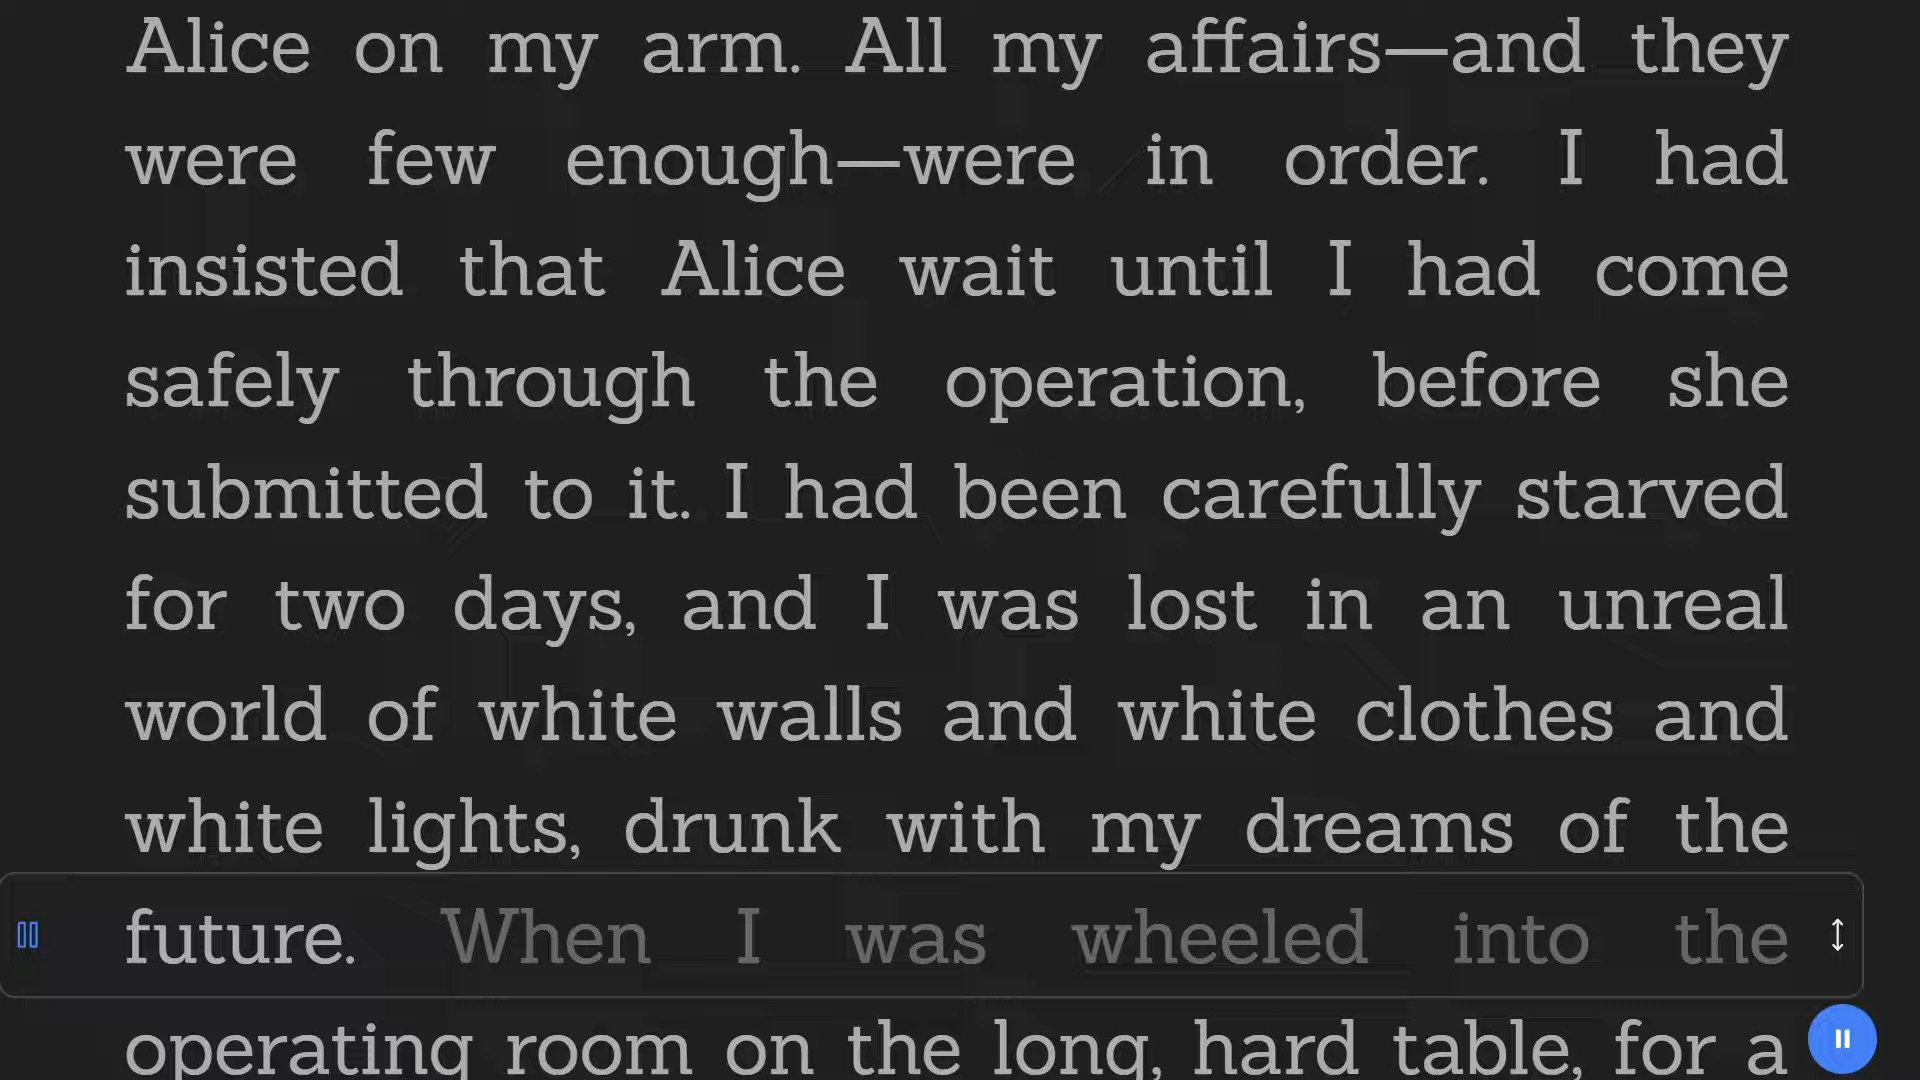 Alice on my arm. All my affairs—and they
were few enough—were in order. I had
insisted that Alice wait until I had come
safely through the operation, before she
submitted to it. I had been carefully starved
for two days, and I was lost in an unreal
world of white walls and white clothes and
white lights, drunk with my dreams of the
future. When I was wheeled into the
operating room on the long, hard table, for a